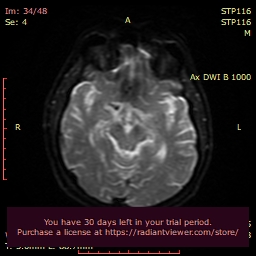 Im: 34/48
Se: 4
A
STP116
STP116
M
Ax DWI B 1000
R
L
You have 30 days left in your trial period.
Purchase a license at https://radiantviewer.com/store/